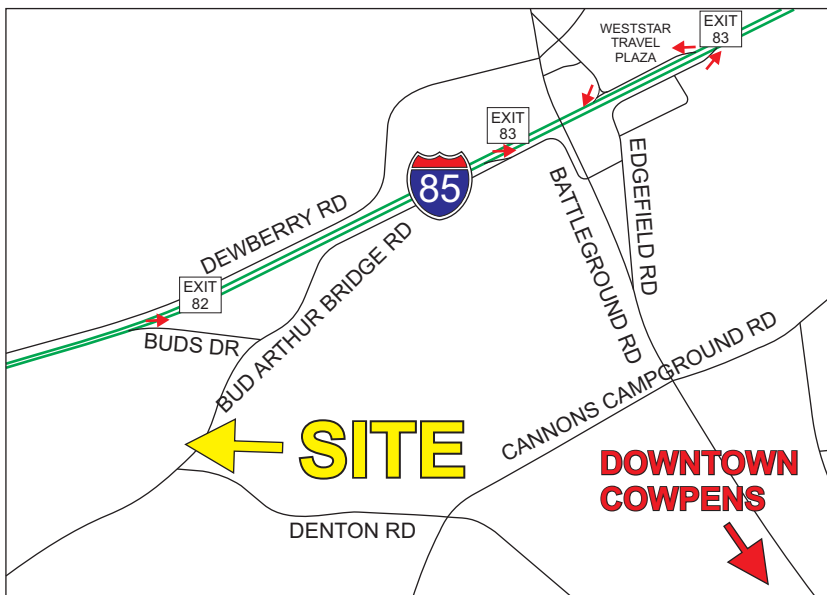 WESTSTAR
TRAVEL
PLAZA
EXIT
83
EXIT
83
85
DEWBERRY RD
BUD ARTHUR BRIDGE RD
BATTLEGROUND RD
EDGEFIELD RD
EXIT
82
BUDS DR
CANNONS CAMPGROUND RD
SITE
DOWNTOWN
COWPENS
DENTON RD